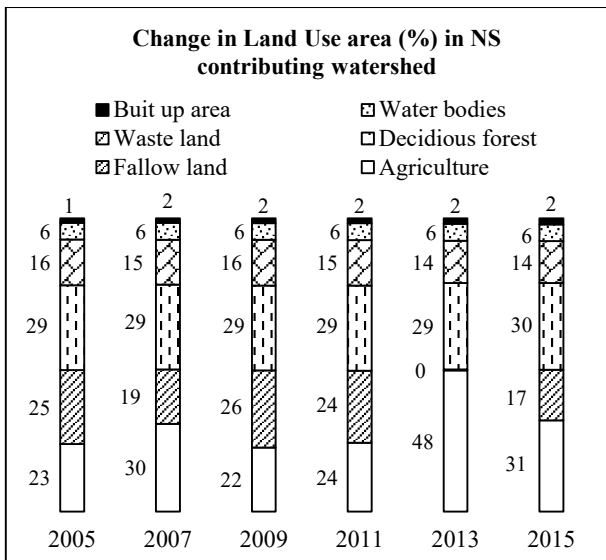 Change in Land Use area (%) in NS
contributing watershed
Buit up area Water bodies
Waste land Decidious forest
Fallow land Agriculture
1 2 2 2 2 2
6 6 6 6 6 6
16 15 16 15 14 14
29 29 29 29 29 30
25 19 26 24 0 17
23 30 22 24 48 31
2005 2007 2009 2011 2013 2015